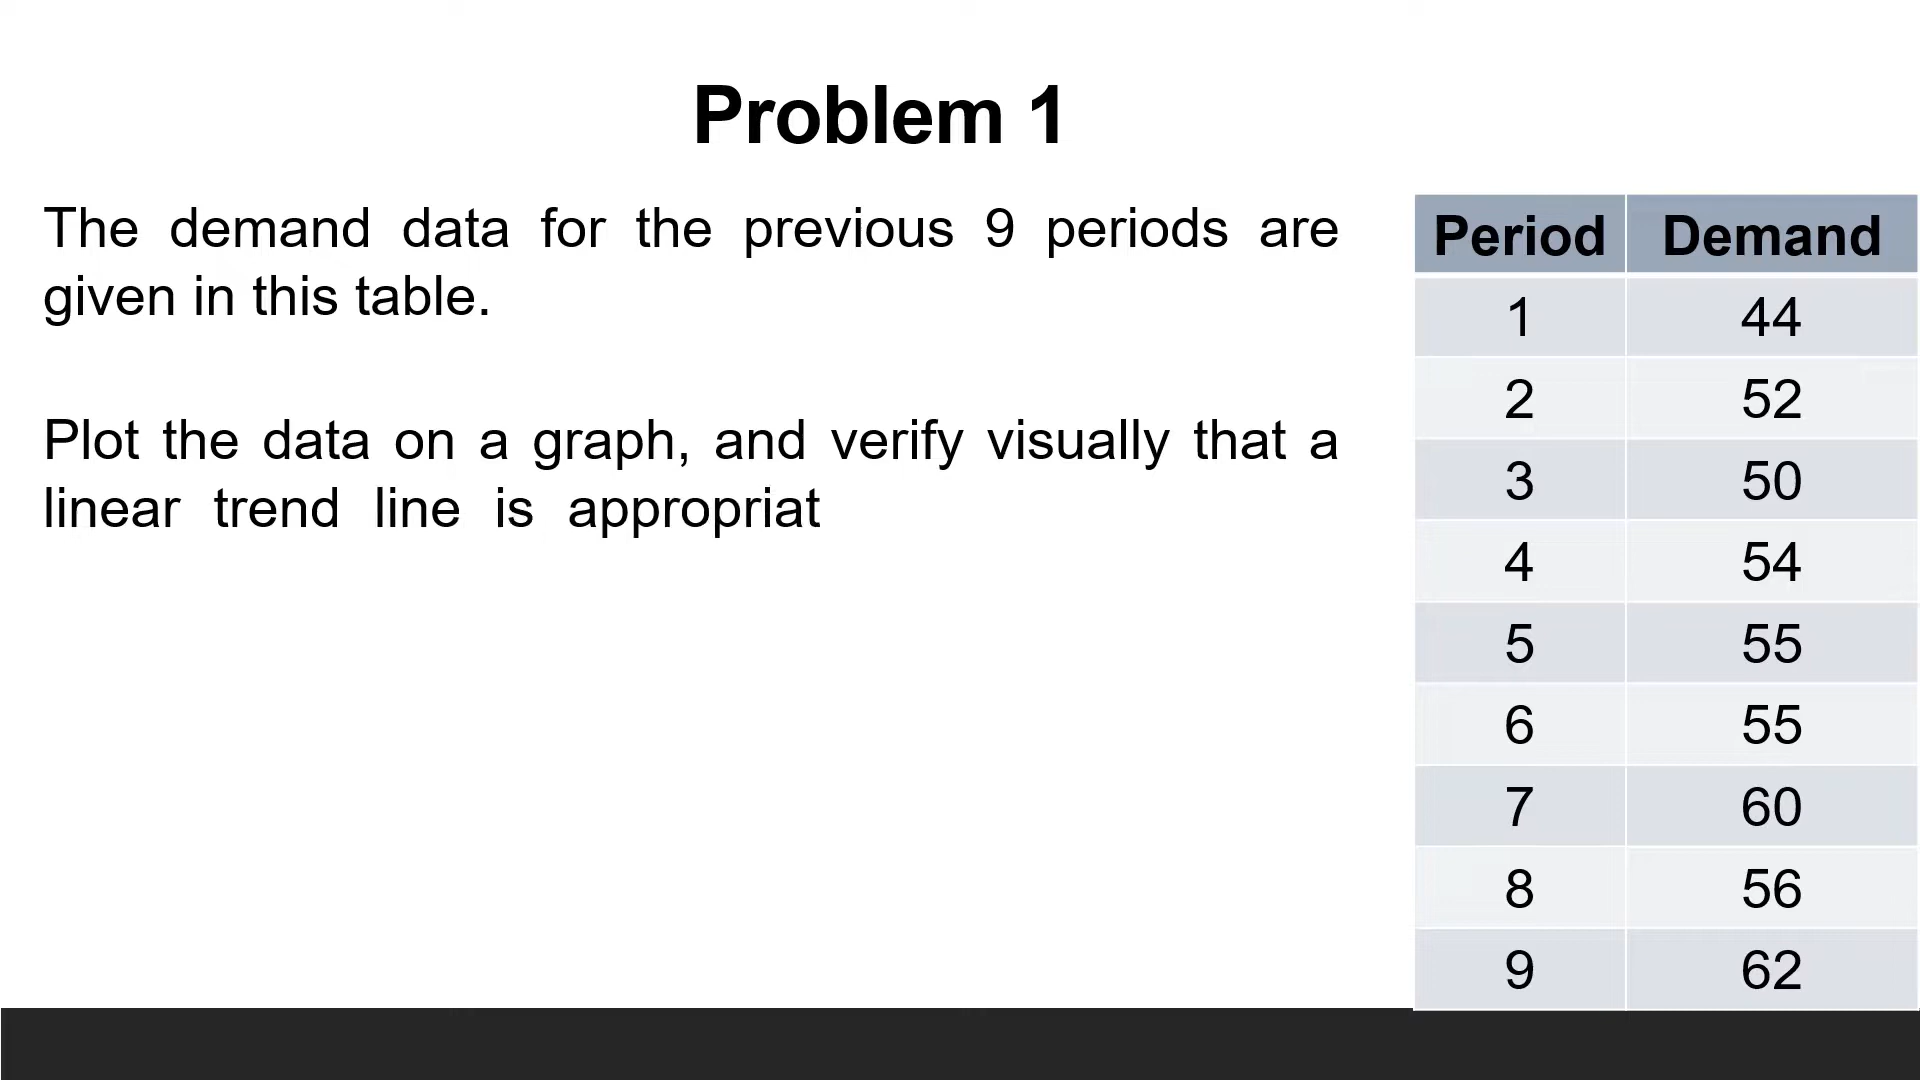 Problem 1
The demand data for the previous 9 periods are
given in this table.
Plot the data on a graph, and verify visually that a
linear trend line is appropriat
Period Demand
1 44
2 52
3 50
4 54
5 55
6 55
7 60
8 56
9 62